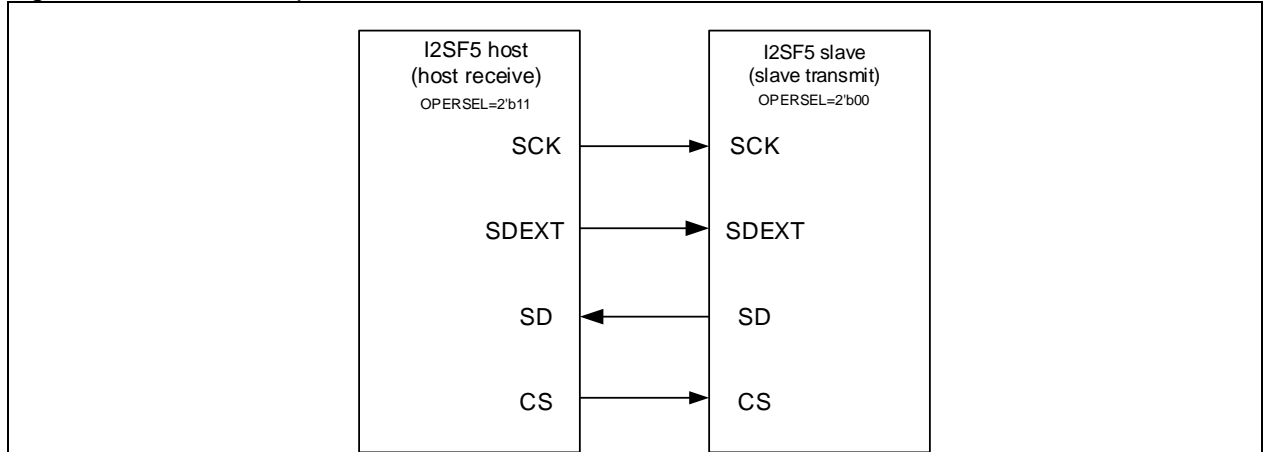 I2SF5 host
(host receive)
OPERSEL=2'b11
I2SF5 slave
(slave transmit)
OPERSEL=2'b00
SCK
SCK
SDEXT
SDEXT
SD
SD
CS
CS